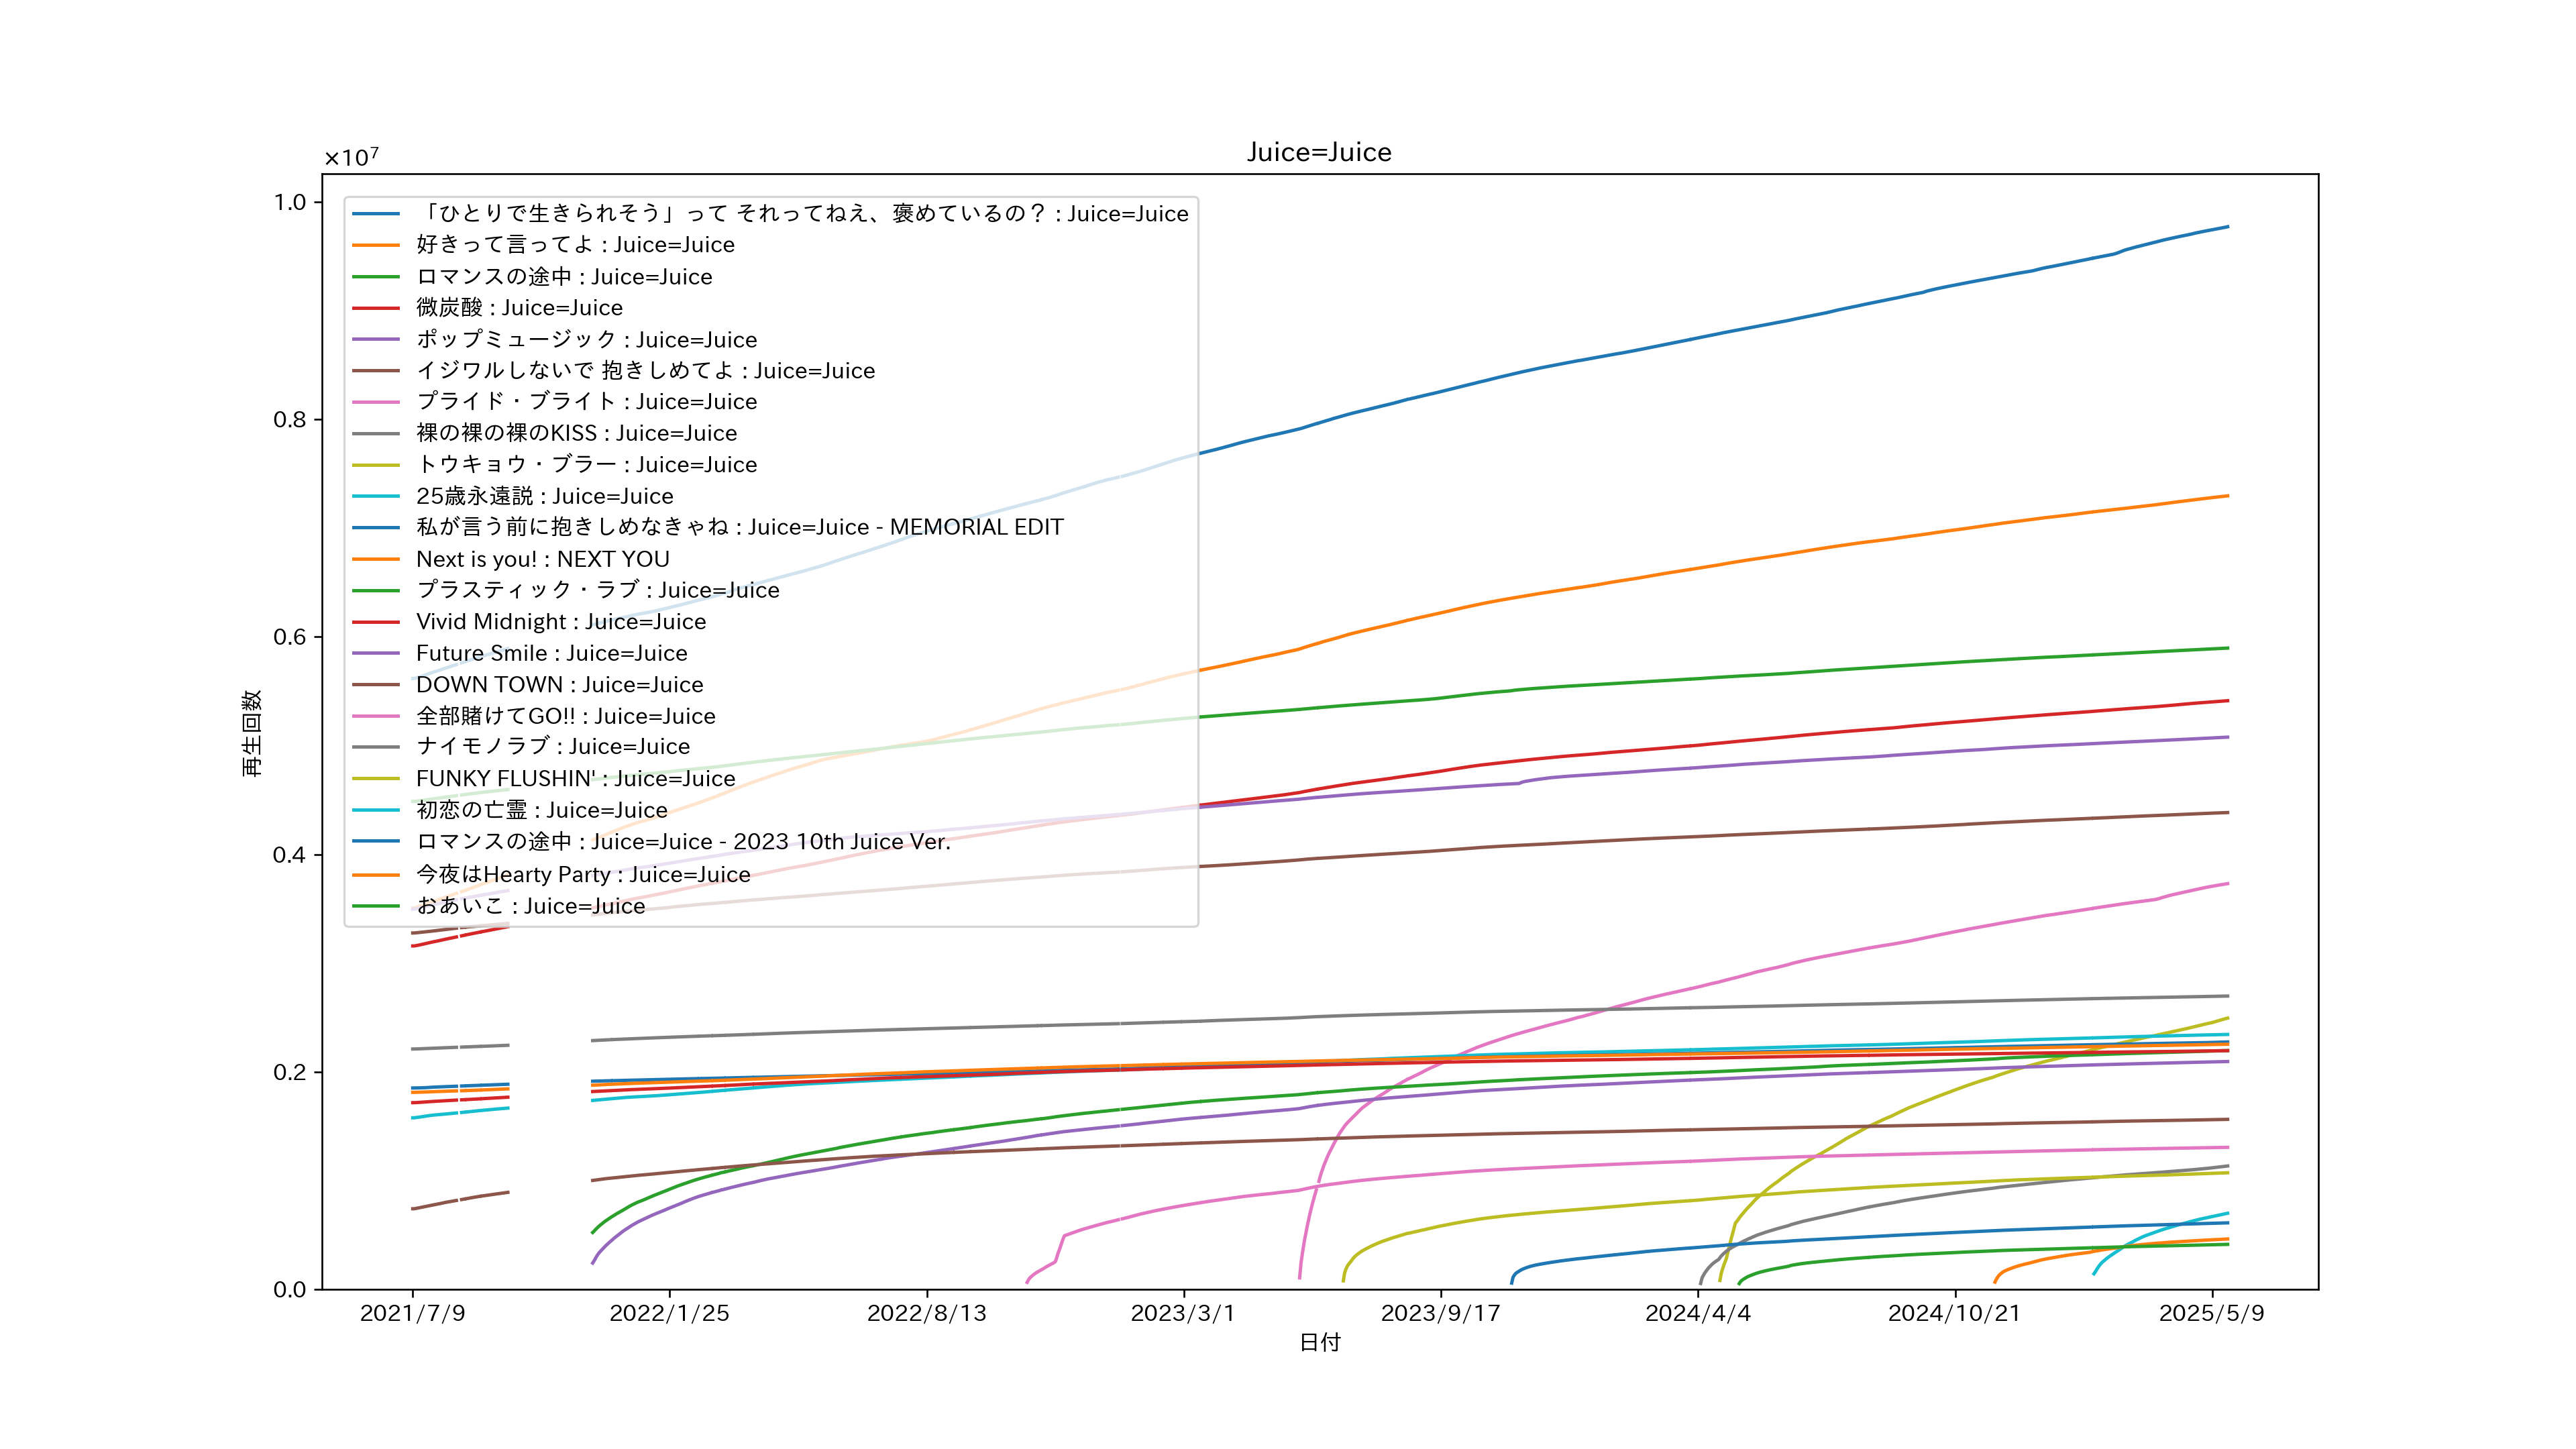 Juice=Juice
×10⁷
1.0
0.8
0.6
0.4
0.2
0.0
再生回数
「ひとりで生きられそう」って それってねえ、褒めているの？ : Juice=Juice
好きって言ってよ : Juice=Juice
ロマンスの途中 : Juice=Juice
微炭酸 : Juice=Juice
ポップミュージック : Juice=Juice
イジワルしないで 抱きしめてよ : Juice=Juice
プライド・ブライト : Juice=Juice
裸の裸の裸のKISS : Juice=Juice
トウキョウ・ブラー : Juice=Juice
25歳永遠説 : Juice=Juice
私が言う前に抱きしめなきゃね : Juice=Juice - MEMORIAL EDIT
Next is you! : NEXT YOU
プラスティック・ラブ : Juice=Juice
Vivid Midnight : Juice=Juice
Future Smile : Juice=Juice
DOWN TOWN : Juice=Juice
全部賭けてGO!! : Juice=Juice
ナイモノラブ : Juice=Juice
FUNKY FLUSHIN' : Juice=Juice
初恋の亡霊 : Juice=Juice
ロマンスの途中 : Juice=Juice - 2023 10th Juice Ver.
今夜はHearty Party : Juice=Juice
おあいこ : Juice=Juice
2021/7/9
2022/1/25
2022/8/13
2023/3/1
2023/9/17
2024/4/4
2024/10/21
2025/5/9
日付